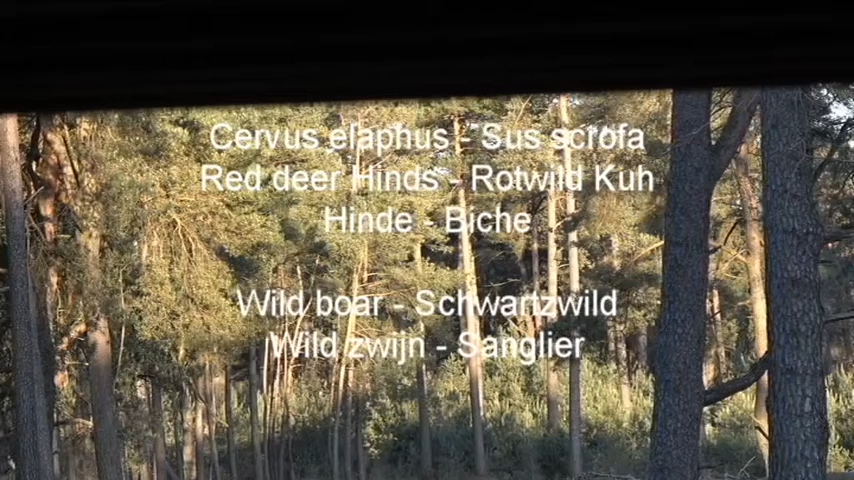 Cervus elaphus - Sus scrofa
Red deer Hinds - Rotwild Kuh
Hinde - Biche
Wild boar - Schwartzwild
Wild zwijn - Sanglier